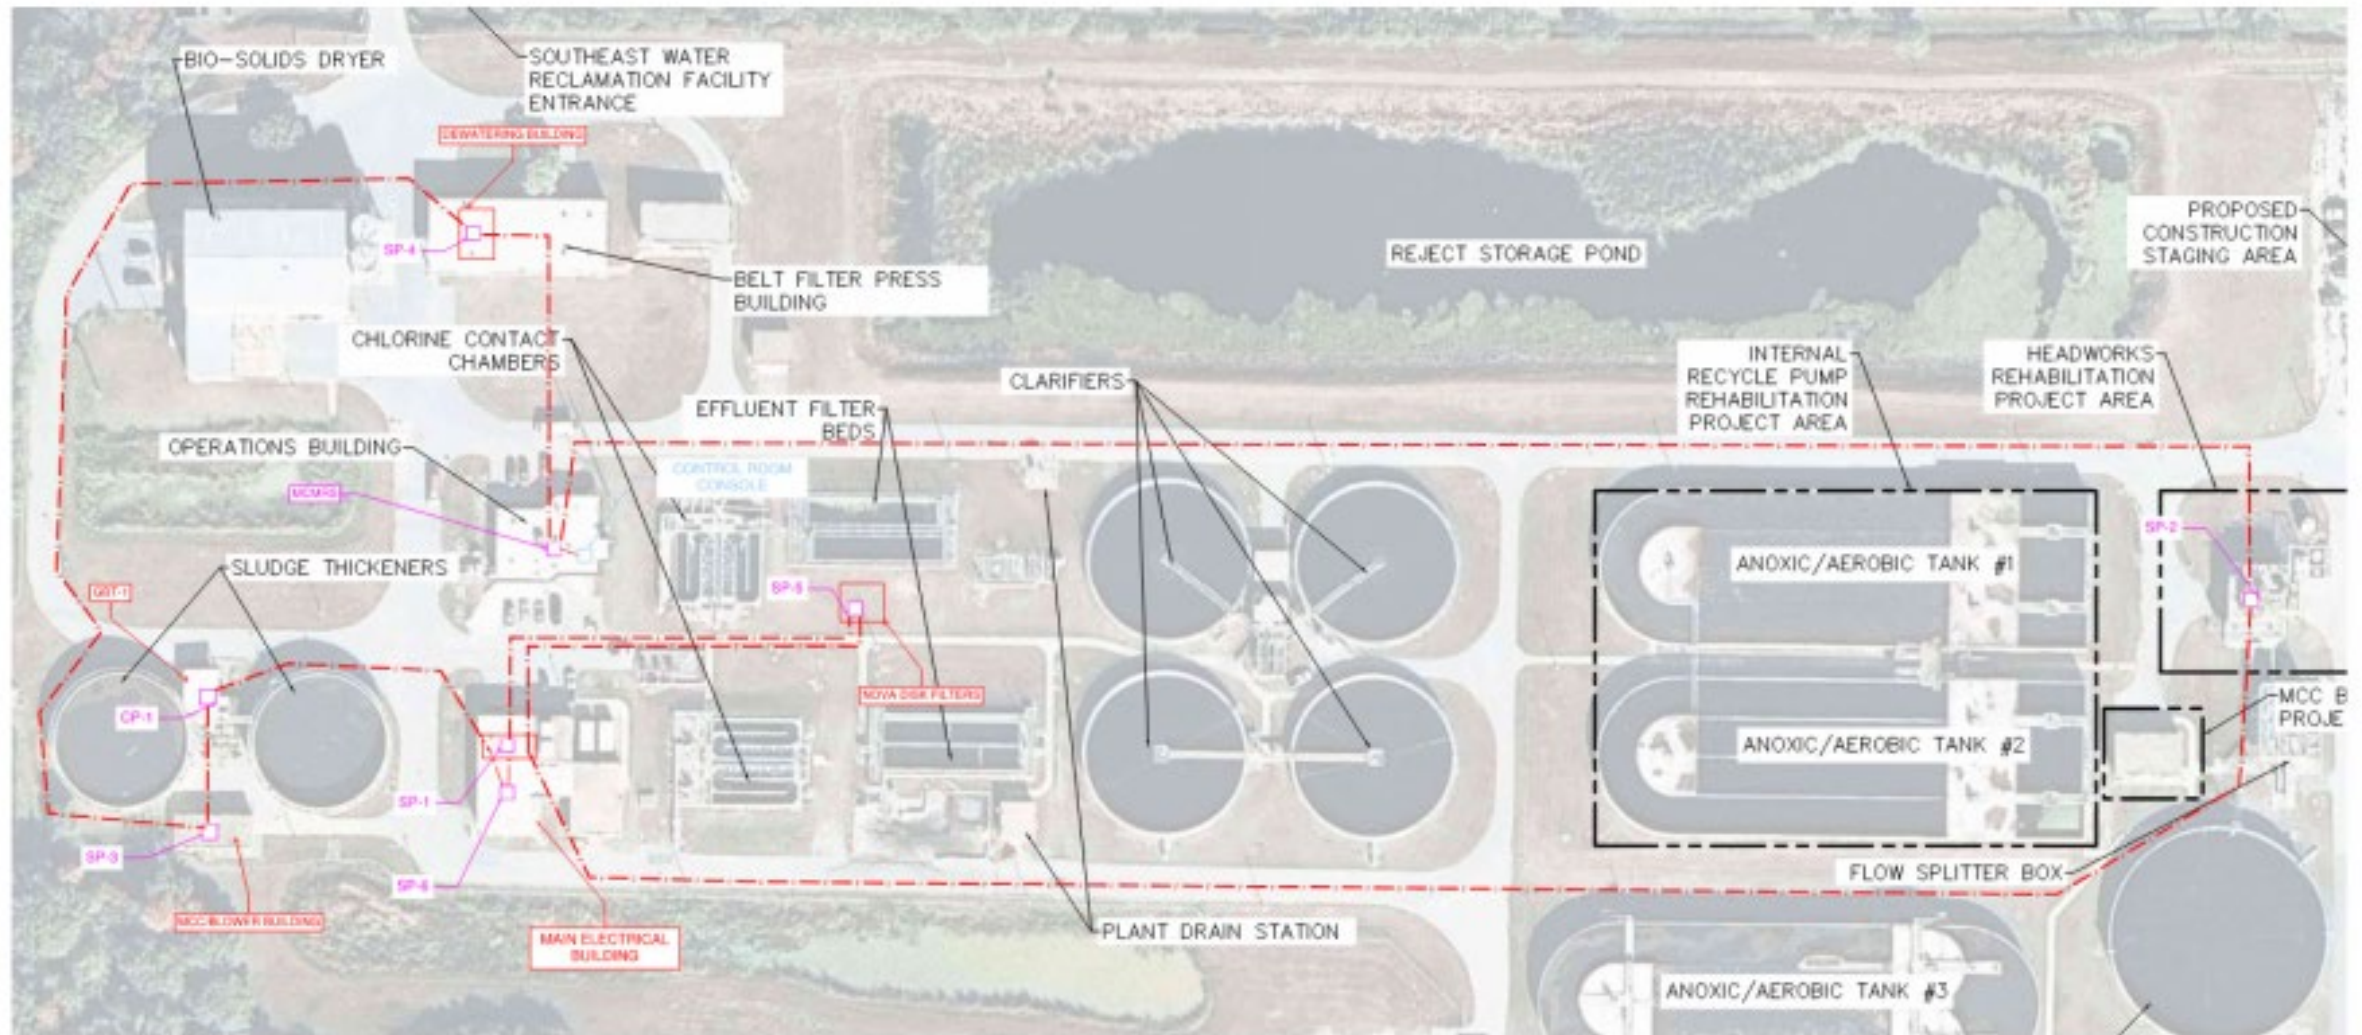 BIO-SOLIDS DRYER
SOUTHEAST WATER
RECLAMATION FACILITY
ENTRANCE
DEWATERING BUILDING
SP-4
BELT FILTER PRESS
BUILDING
REJECT STORAGE POND
PROPOSED
CONSTRUCTION
STAGING AREA
CHLORINE CONTACT
CHAMBERS
CLARIFIERS
INTERNAL
RECYCLE PUMP
REHABILITATION
PROJECT AREA
HEADWORKS
REHABILITATION
PROJECT AREA
EFFLUENT FILTER
BEDS
OPERATIONS BUILDING
CONTROL ROOM
CONSOLE
SP-2
SLUDGE THICKENERS
ANOXIC/AEROBIC TANK #1
GBT-1
SP-5
NOVA DISK FILTERS
CP-1
MCC B
PROJE
ANOXIC/AEROBIC TANK #2
SP-1
SP-3
SP-6
FLOW SPLITTER BOX
MCC BLOWER BUILDING
MAIN ELECTRICAL
BUILDING
PLANT DRAIN STATION
ANOXIC/AEROBIC TANK #3